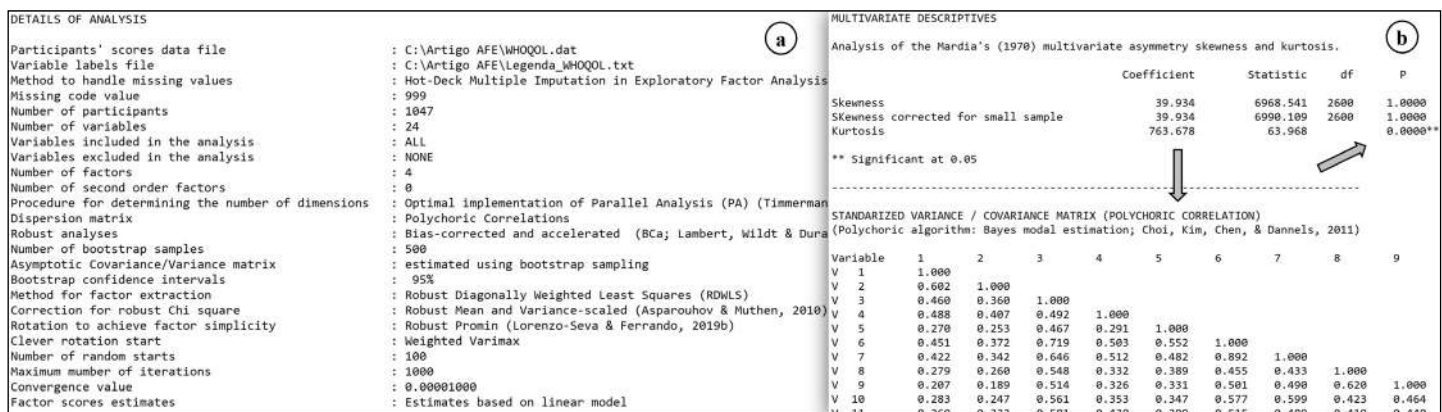 DETAILS OF ANALYSIS
a
Participants' scores data file : C:\Artigo AFE\WHOQOL.dat
Variable labels file : C:\Artigo AFE\Legenda_WHOQOL.txt
Method to handle missing values : Hot-Deck Multiple Imputation in Exploratory Factor Analysis
Missing code value : 999
Number of participants : 1047
Number of variables : 24
Variables included in the analysis : ALL
Variables excluded in the analysis : NONE
Number of factors : 4
Number of second order factors : 0
Procedure for determining the number of dimensions : Optimal implementation of Parallel Analysis (PA) (Timmerman
Dispersion matrix : Polychoric Correlations
Robust analyses : Bias-corrected and accelerated (BCa; Lambert, Wildt & Dura
Number of bootstrap samples : 500
Asymptotic Covariance/Variance matrix : estimated using bootstrap sampling
Bootstrap confidence intervals : 95%
Method for factor extraction : Robust Diagonally Weighted Least Squares (RDWLS)
Correction for robust Chi square : Robust Mean and Variance-scaled (Asparouhov & Muthen, 2010)
Rotation to achieve factor simplicity : Robust Promin (Lorenzo-Seva & Ferrando, 2019b)
Clever rotation start : Weighted Varimax
Number of random starts : 100
Maximum mumber of iterations : 1000
Convergence value : 0.00001000
Factor scores estimates : Estimates based on linear model
MULTIVARIATE DESCRIPTIVES
b
Analysis of the Mardia's (1970) multivariate asymmetry skewness and kurtosis.
Coefficient Statistic df P
Skewness 39.934 6968.541 2600 1.0000
SKewness corrected for small sample 39.934 6990.109 2600 1.0000
Kurtosis 763.678 63.968 0.0000**
** Significant at 0.05
STANDARIZED VARIANCE / COVARIANCE MATRIX (POLYCHORIC CORRELATION)
(Polychoric algorithm: Bayes modal estimation; Choi, Kim, Chen, & Dannels, 2011)
Variable 1 2 3 4 5 6 7 8 9
V 1 1.000
V 2 0.602 1.000
V 3 0.460 0.360 1.000
V 4 0.488 0.407 0.492 1.000
V 5 0.270 0.253 0.467 0.291 1.000
V 6 0.451 0.372 0.719 0.503 0.552 1.000
V 7 0.422 0.342 0.646 0.512 0.482 0.892 1.000
V 8 0.279 0.260 0.548 0.332 0.389 0.455 0.433 1.000
V 9 0.207 0.189 0.514 0.326 0.331 0.501 0.490 0.620 1.000
V 10 0.283 0.247 0.561 0.353 0.347 0.577 0.599 0.423 0.464